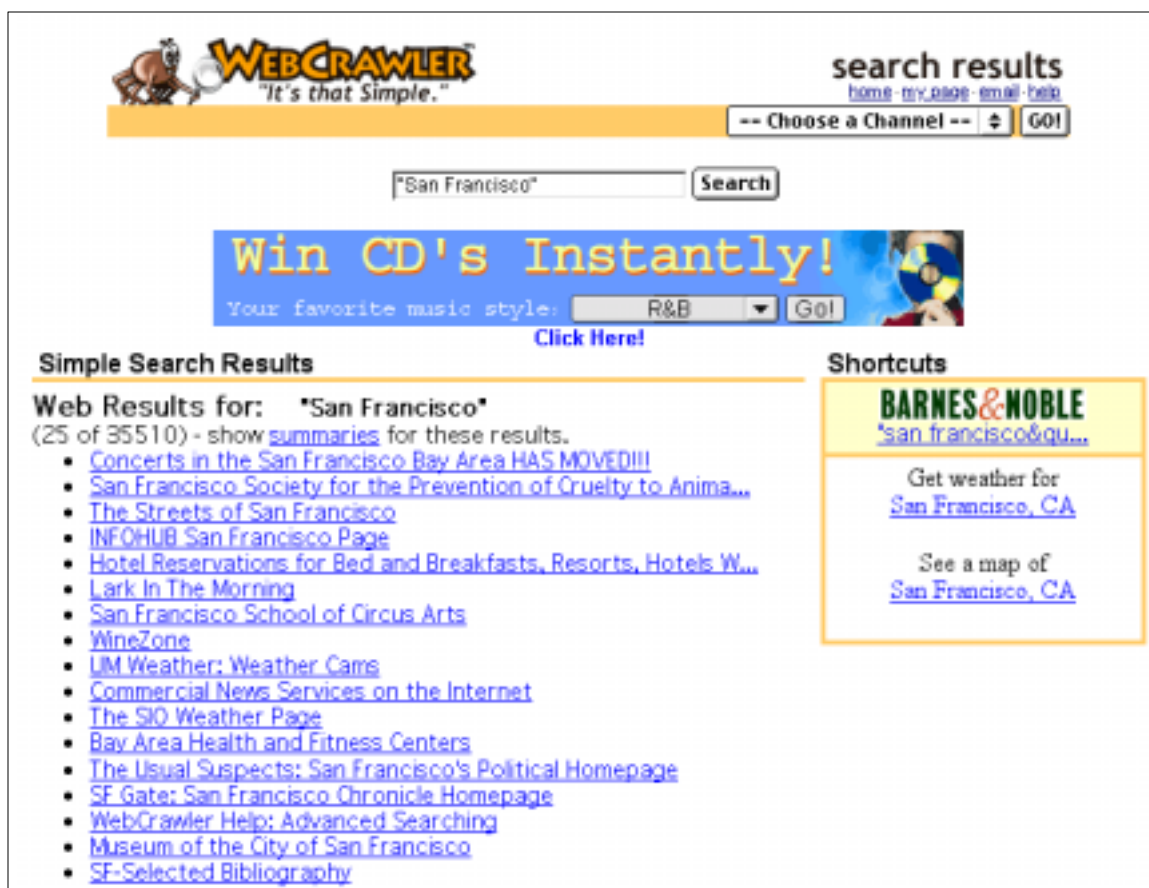 WEBCRAWLER
"It's that Simple."
search results
home - my page - email - help
-- Choose a Channel -- GO!
"San Francisco" Search
Win CD's Instantly!
Your favorite music style: R&B Go!
Click Here!
Simple Search Results
Web Results for: "San Francisco"
(25 of 35510) - show summaries for these results.
• Concerts in the San Francisco Bay Area HAS MOVED!!!
• San Francisco Society for the Prevention of Cruelty to Anima...
• The Streets of San Francisco
• INFOHUB San Francisco Page
• Hotel Reservations for Bed and Breakfasts, Resorts, Hotels W...
• Lark In The Morning
• San Francisco School of Circus Arts
• WineZone
• UM Weather: Weather Cams
• Commercial News Services on the Internet
• The SIO Weather Page
• Bay Area Health and Fitness Centers
• The Usual Suspects: San Francisco's Political Homepage
• SF Gate: San Francisco Chronicle Homepage
• WebCrawler Help: Advanced Searching
• Museum of the City of San Francisco
• SF-Selected Bibliography
Shortcuts
BARNES&NOBLE
"san francisco&qu...
Get weather for
San Francisco, CA
See a map of
San Francisco, CA